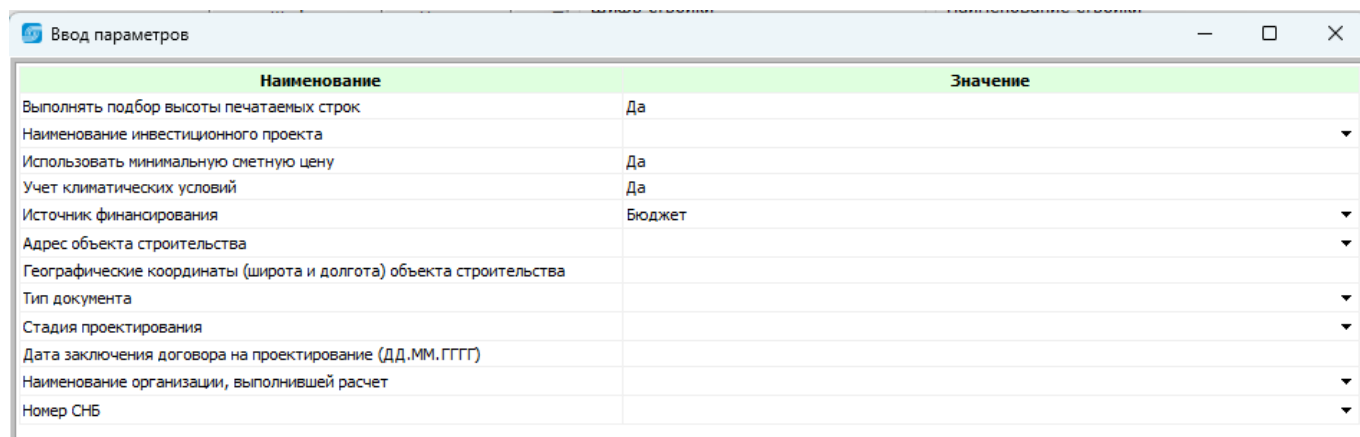 Ввод параметров
Наименование Значение
Выполнять подбор высоты печатаемых строк Да
Наименование инвестиционного проекта
Использовать минимальную сметную цену Да
Учет климатических условий Да
Источник финансирования Бюджет
Адрес объекта строительства
Географические координаты (широта и долгота) объекта строительства
Тип документа
Стадия проектирования
Дата заключения договора на проектирование (ДД.ММ.ГГГГ)
Наименование организации, выполнившей расчет
Номер СНБ